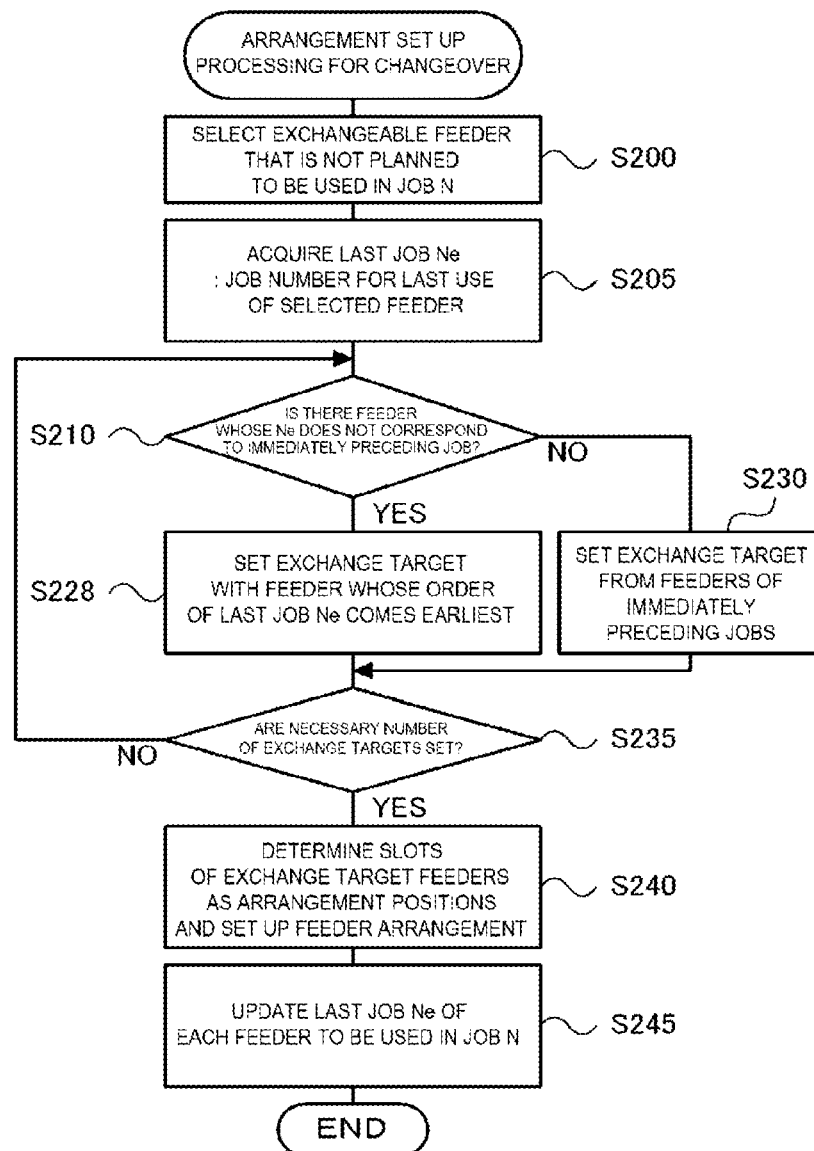 ARRANGEMENT SET UP
PROCESSING FOR CHANGEOVER
SELECT EXCHANGEABLE FEEDER
THAT IS NOT PLANNED
TO BE USED IN JOB N
S200
ACQUIRE LAST JOB Ne
: JOB NUMBER FOR LAST USE
OF SELECTED FEEDER
S205
S210
IS THERE FEEDER
WHOSE Ne DOES NOT CORRESPOND
TO IMMEDIATELY PRECEDING JOB?
NO
YES
S230
S228
SET EXCHANGE TARGET
WITH FEEDER WHOSE ORDER
OF LAST JOB Ne COMES EARLIEST
SET EXCHANGE TARGET
FROM FEEDERS OF
IMMEDIATELY
PRECEDING JOBS
ARE NECESSARY NUMBER
OF EXCHANGE TARGETS SET?
S235
NO
YES
DETERMINE SLOTS
OF EXCHANGE TARGET FEEDERS
AS ARRANGEMENT POSITIONS
AND SET UP FEEDER ARRANGEMENT
S240
UPDATE LAST JOB Ne OF
EACH FEEDER TO BE USED IN JOB N
S245
END